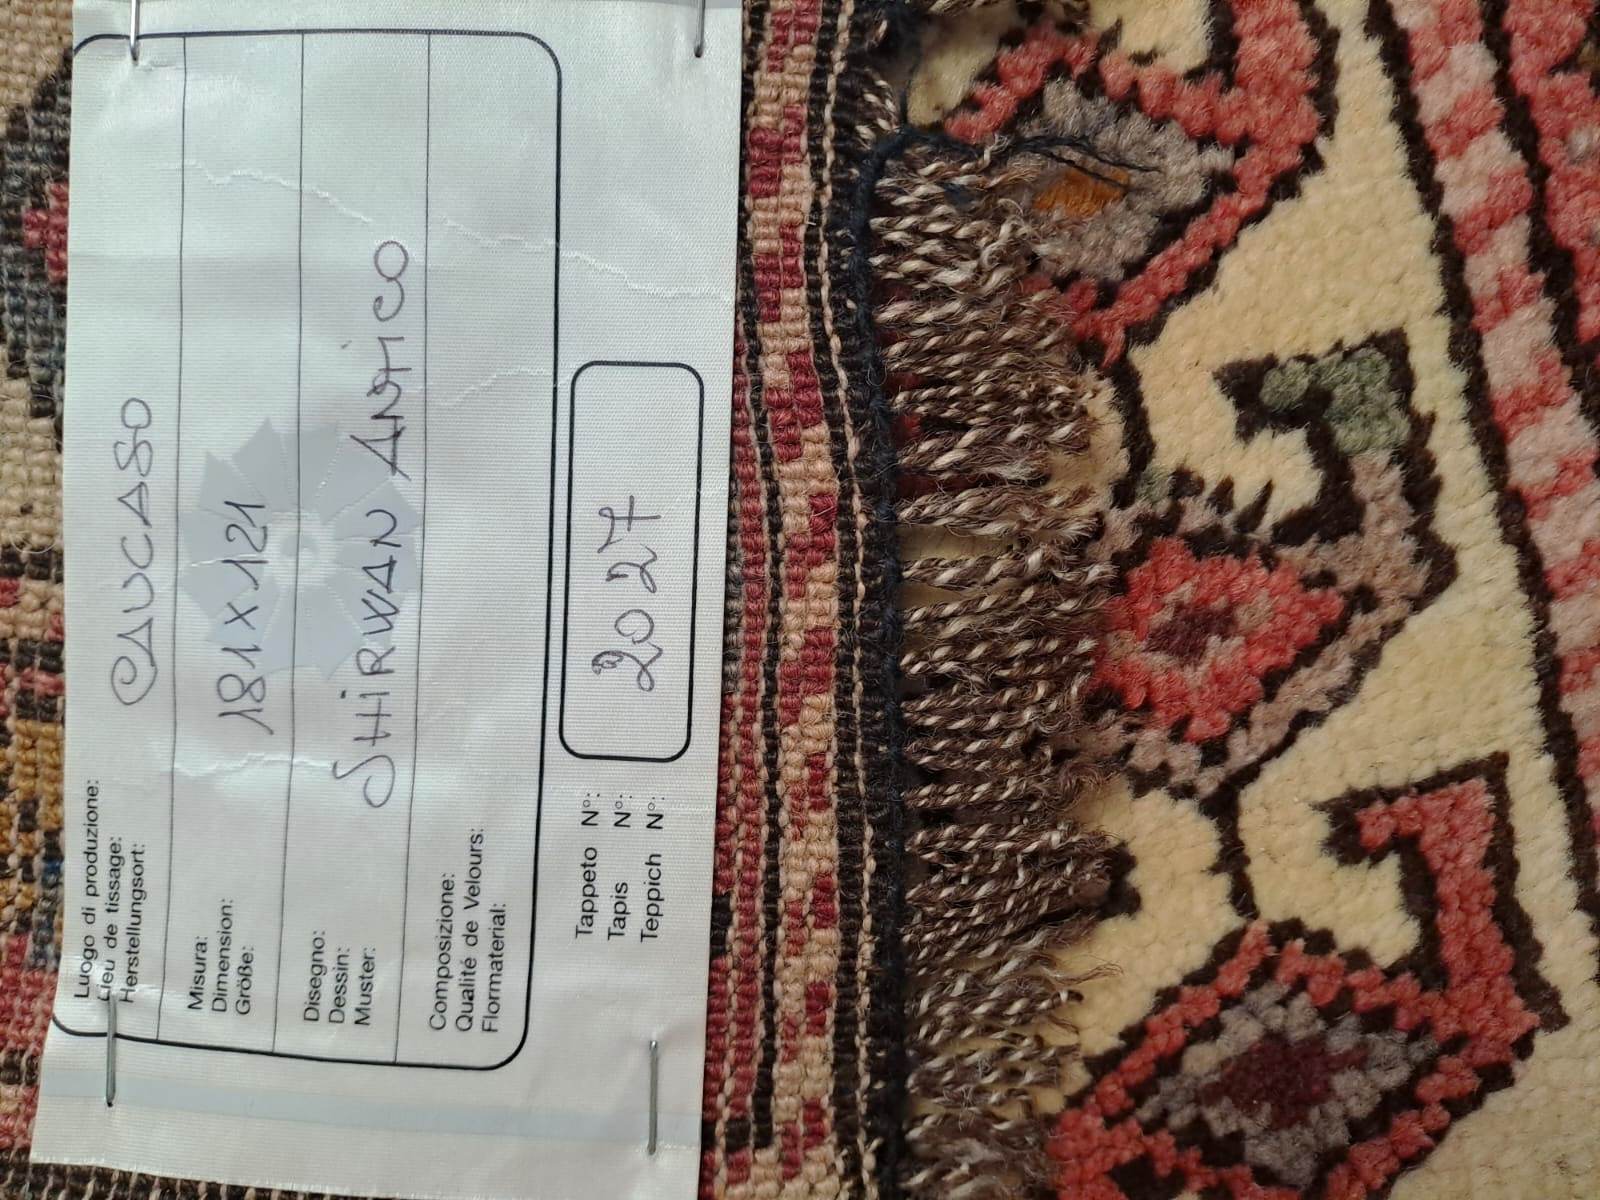 Luogo di produzione:
Lieu de tissage:
Herstellungsort:
CAUCASO
Misura:
Dimension:
Größe:
181 X 121
Disegno:
Dessin:
Muster:
SHIRWAN ANTICO
Composizione:
Qualité de Velours:
Flormaterial:
Tappeto N°:
Tapis N°:
Teppich N°:
2027